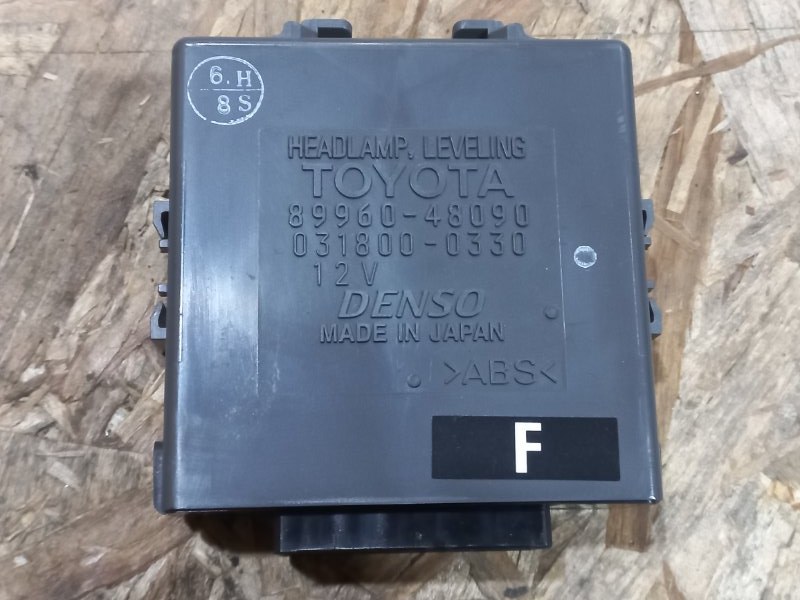 6.H
8S
HEADLAMP. LEVELING
TOYOTA
89960-48090
031800-0330
12V
DENSO
MADE IN JAPAN
>ABS<
F